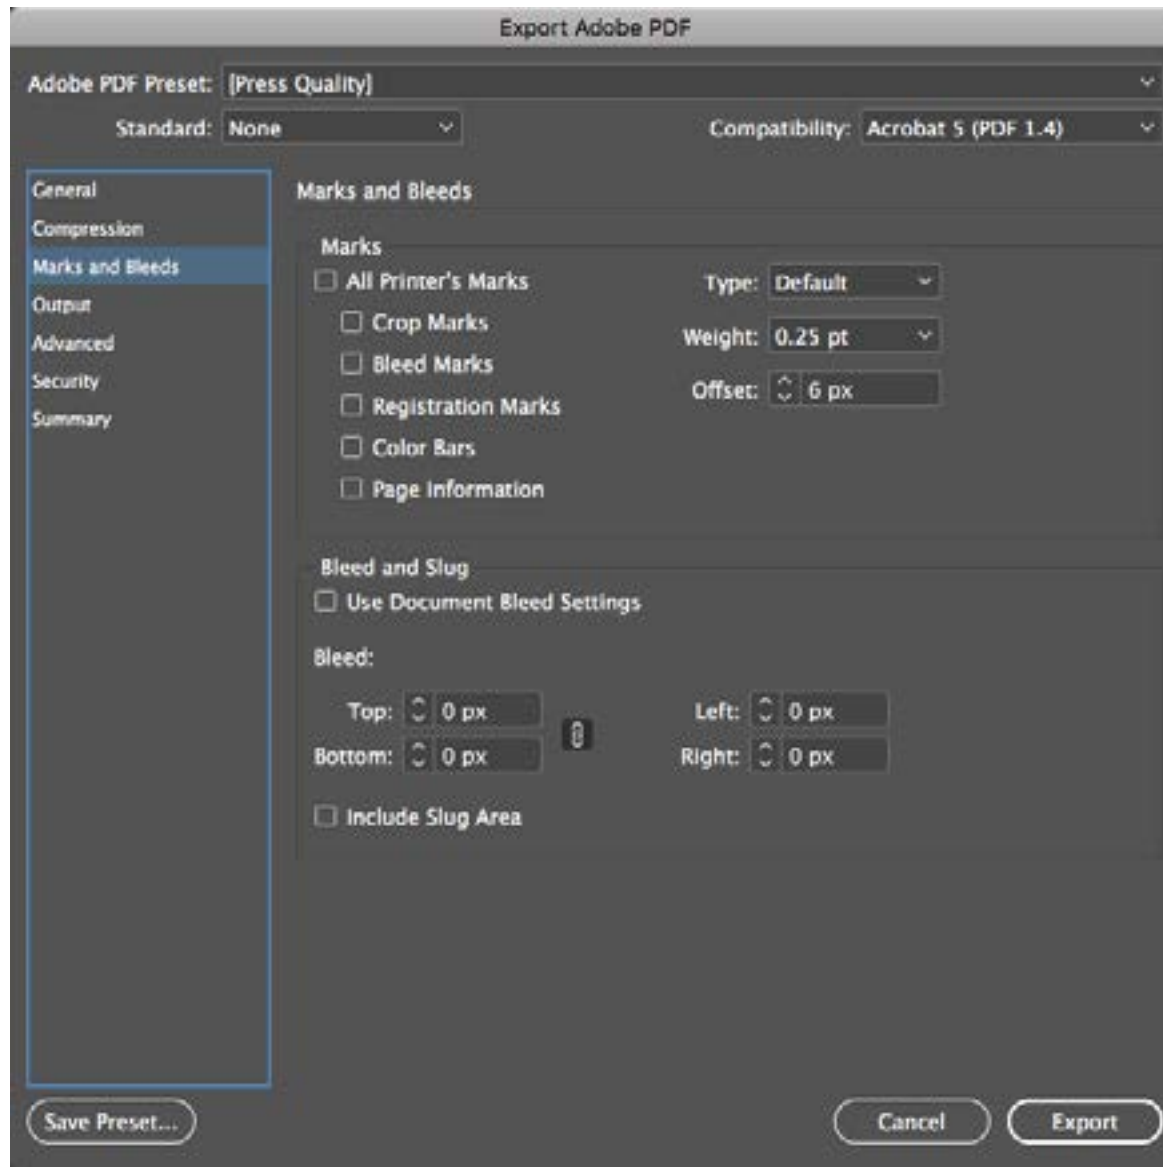 Export Adobe PDF
Adobe PDF Preset: [Press Quality]
Standard: None Compatibility: Acrobat 5 (PDF 1.4)
General
Compression
Marks and Bleeds
Output
Advanced
Security
Summary
Marks and Bleeds
Marks
All Printer's Marks
Crop Marks
Bleed Marks
Registration Marks
Color Bars
Page Information
Type: Default
Weight: 0.25 pt
Offset: 6 px
Bleed and Slug
Use Document Bleed Settings
Bleed:
Top: 0 px Left: 0 px
Bottom: 0 px Right: 0 px
Include Slug Area
Save Preset... Cancel Export